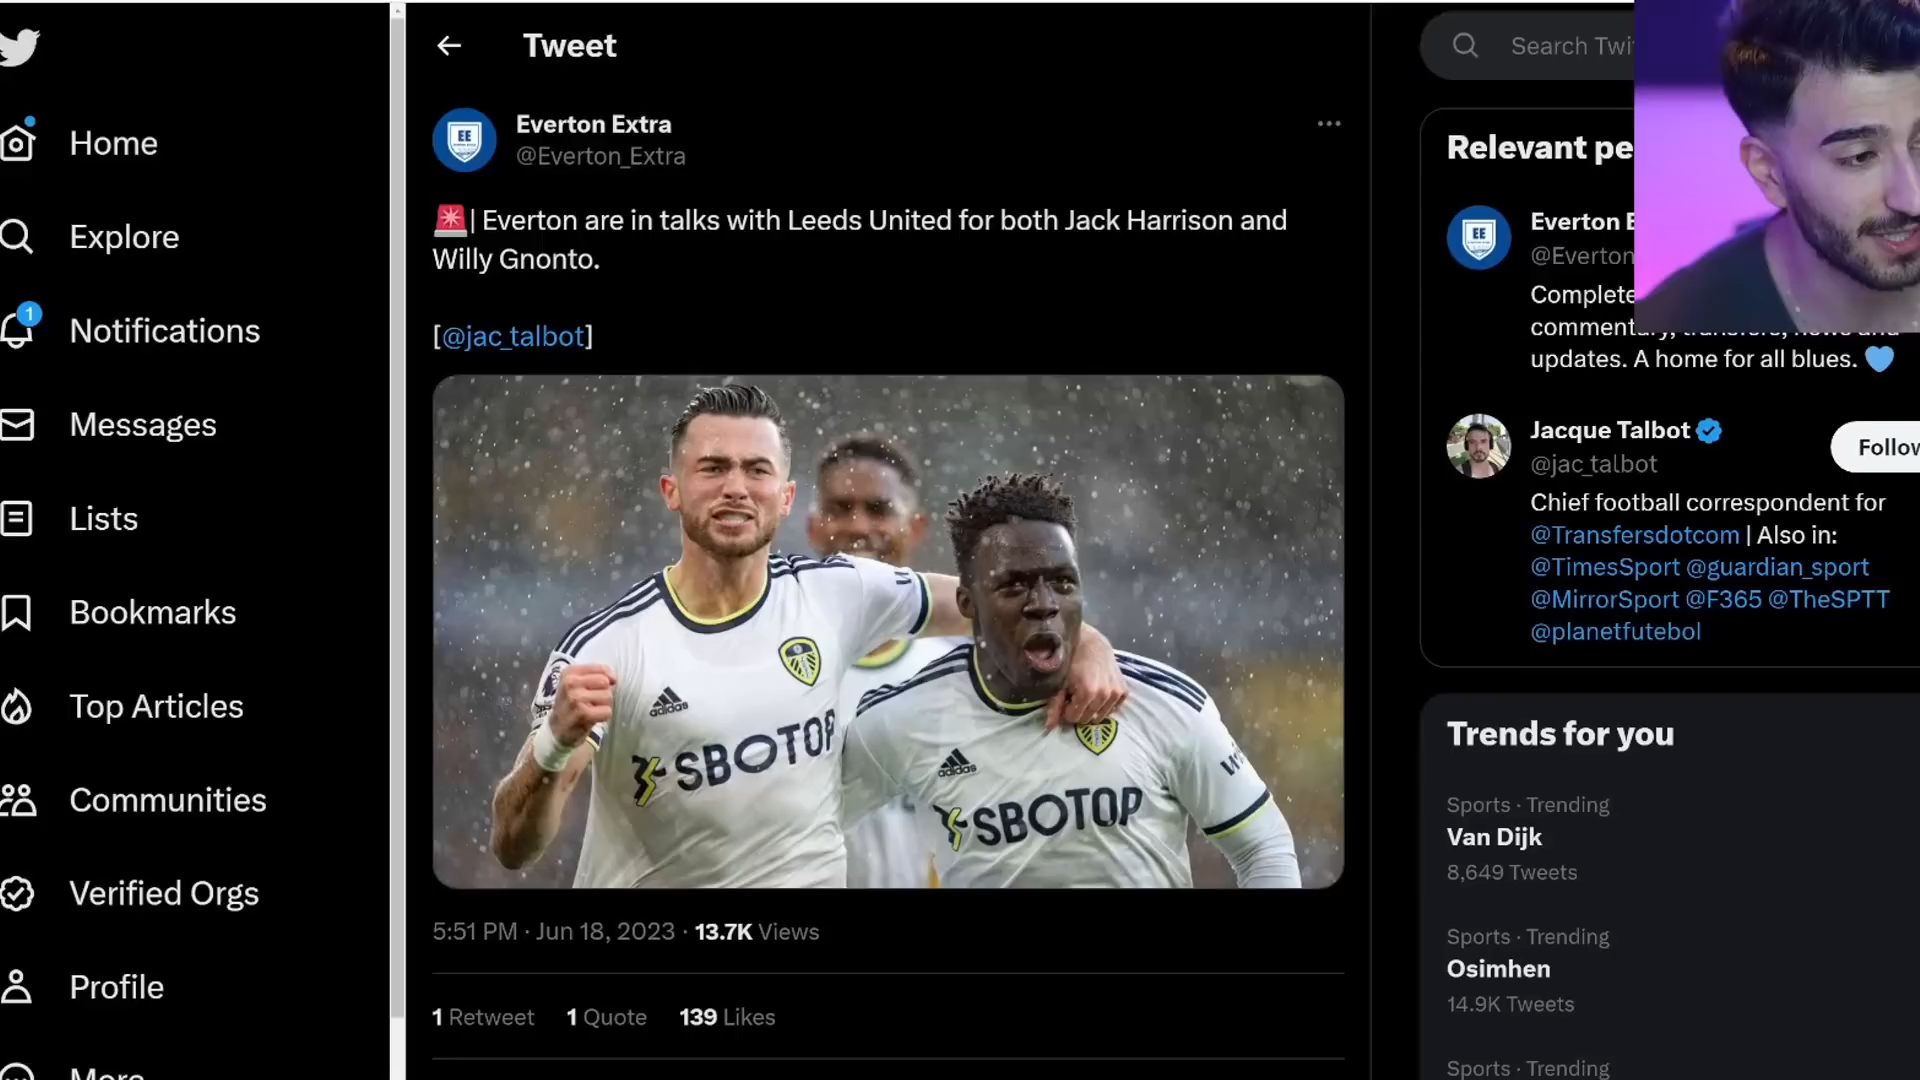 Tweet
Search Twi
Home
Explore
1
Notifications
Messages
Lists
Bookmarks
Top Articles
Communities
Verified Orgs
Profile
More
EE
Everton Extra
@Everton_Extra
| Everton are in talks with Leeds United for both Jack Harrison and
Willy Gnonto.
[@jac_talbot]
adidas
SBOTOP
adidas
SBOTOP
5:51 PM · Jun 18, 2023 · 13.7K Views
1 Retweet 1 Quote 139 Likes
Relevant pe
EE
Everton E
@Everton
Complete
commentary, transfers, news and
updates. A home for all blues.
Jacque Talbot
@jac_talbot
Follow
Chief football correspondent for
@Transfersdotcom | Also in:
@TimesSport @guardian_sport
@MirrorSport @F365 @TheSPTT
@planetfutebol
Trends for you
Sports · Trending
Van Dijk
8,649 Tweets
Sports · Trending
Osimhen
14.9K Tweets
Sports · Trending